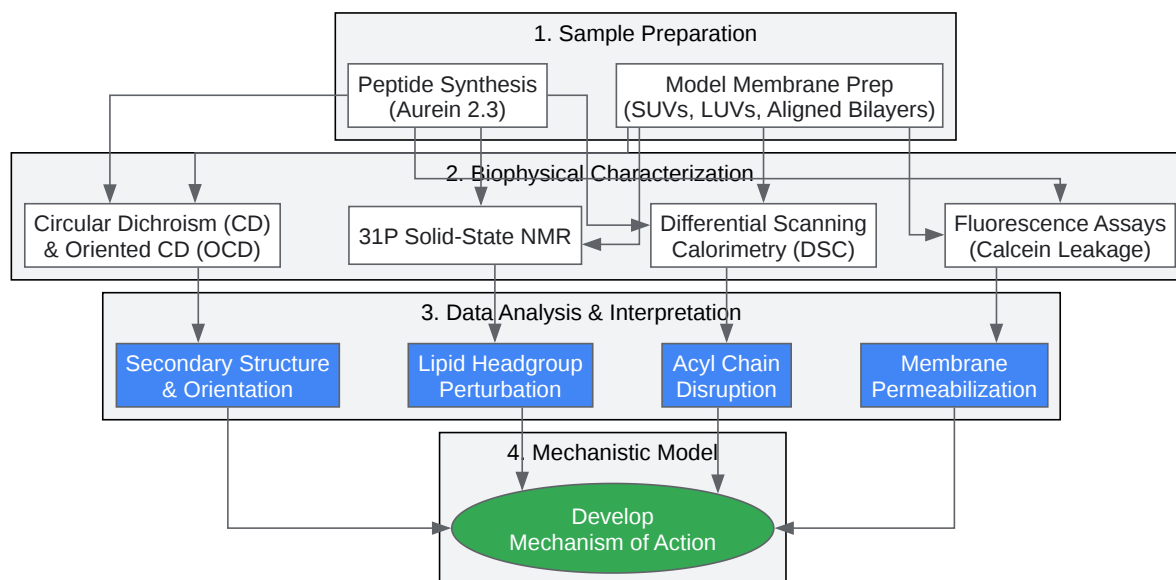 1. Sample Preparation
Peptide Synthesis
(Aurein 2.3)
Model Membrane Prep
(SUVs, LUVs, Aligned Bilayers)
2. Biophysical Characterization
Circular Dichroism (CD)
& Oriented CD (OCD)
31P Solid-State NMR
Differential Scanning
Calorimetry (DSC)
Fluorescence Assays
(Calcein Leakage)
3. Data Analysis & Interpretation
Secondary Structure
& Orientation
Lipid Headgroup
Perturbation
Acyl Chain
Disruption
Membrane
Permeabilization
4. Mechanistic Model
Develop
Mechanism of Action